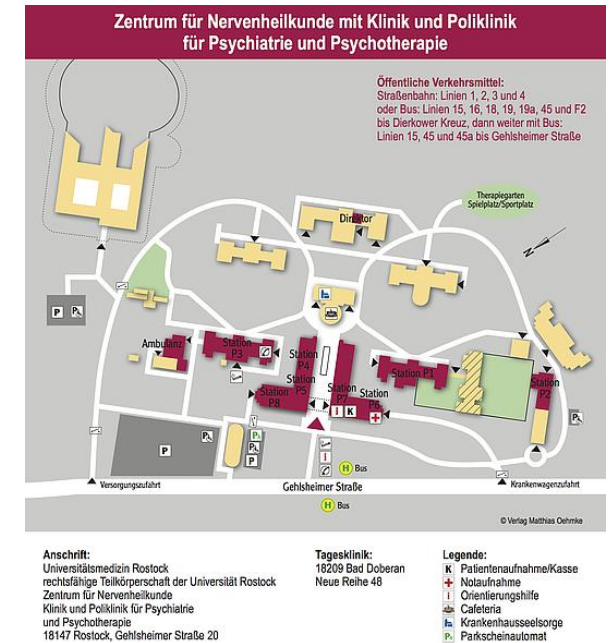 Zentrum für Nervenheilkunde mit Klinik und Poliklinik
für Psychiatrie und Psychotherapie
Öffentliche Verkehrsmittel:
Straßenbahn: Linien 1, 2, 3 und 4
oder Bus: Linien 15, 16, 18, 19, 19a, 45 und F2
bis Dierkower Kreuz, dann weiter mit Bus:
Linien 15, 45 und 45a bis Gehlsheimer Straße
Therapiegarten
Spielplatz/Sportplatz
Direktor
N
P
P
Ambulanz
Station
P3
Station
P4
Station
P5
Station
P8
Station
P7
Station
P6
Station P1
Station
P2
I K
P
P
P
P
P
P
I
H Bus
Versorgungszufahrt
Gehlsheimer Straße
Krankenwagenzufahrt
H Bus
© Verlag Matthias Oehmke
Anschrift:
Universitätsmedizin Rostock
rechtsfähige Teilkörperschaft der Universität Rostock
Zentrum für Nervenheilkunde
Klinik und Poliklinik für Psychiatrie
und Psychotherapie
18147 Rostock, Gehlsheimer Straße 20
Tagesklinik:
18209 Bad Doberan
Neue Reihe 48
Legende:
K Patientenaufnahme/Kasse
Notaufnahme
I Orientierungshilfe
Cafeteria
Krankenhausseelsorge
P Parkscheinautomat